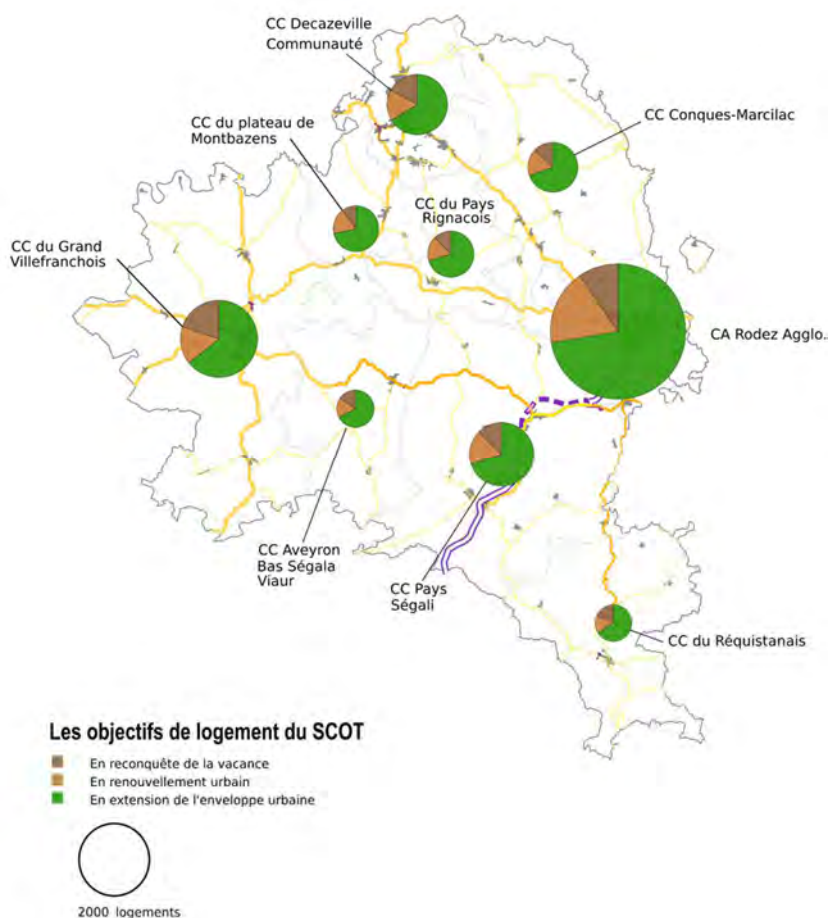 CC Decazeville
Communauté
CC Conques-Marcilac
CC du plateau de
Montbazens
CC du Pays
Rignacois
CC du Grand
Villefranchois
CA Rodez Agglo..
CC Aveyron
Bas Ségala
Viaur
CC Pays
Ségali
CC du Réquistanais
Les objectifs de logement du SCOT
En reconquête de la vacance
En renouvellement urbain
En extension de l'enveloppe urbaine
2000 logements